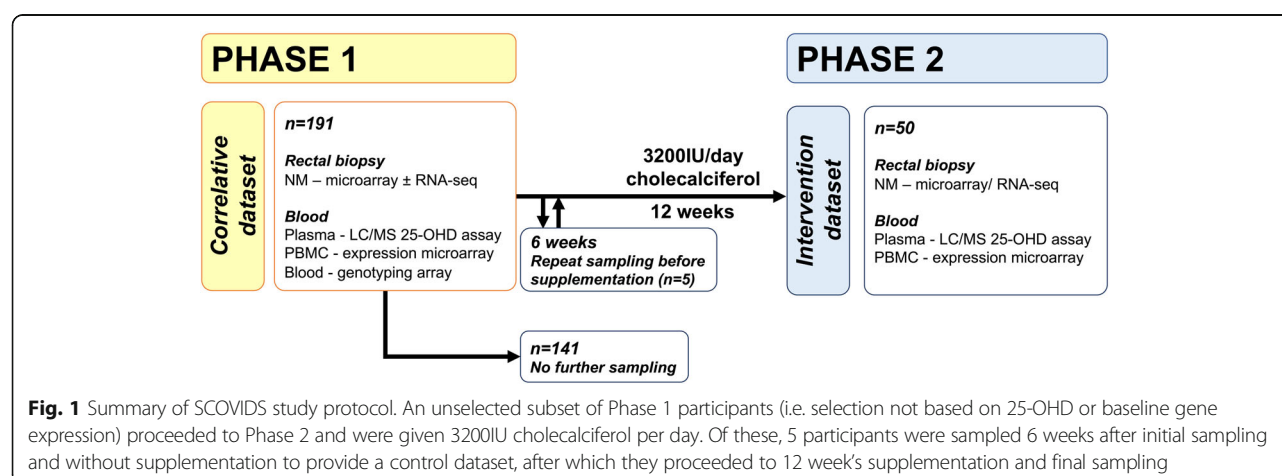 PHASE 1
PHASE 2
Correlative
dataset
n=191
Rectal biopsy
NM – microarray ± RNA-seq
Blood
Plasma - LC/MS 25-OHD assay
PBMC - expression microarray
Blood - genotyping array
3200IU/day
cholecalciferol
12 weeks
6 weeks
Repeat sampling before
supplementation (n=5)
n=141
No further sampling
Intervention
dataset
n=50
Rectal biopsy
NM – microarray/ RNA-seq
Blood
Plasma - LC/MS 25-OHD assay
PBMC - expression microarray
Fig. 1 Summary of SCOVIDS study protocol. An unselected subset of Phase 1 participants (i.e. selection not based on 25-OHD or baseline gene
expression) proceeded to Phase 2 and were given 3200IU cholecalciferol per day. Of these, 5 participants were sampled 6 weeks after initial sampling
and without supplementation to provide a control dataset, after which they proceeded to 12 week's supplementation and final sampling